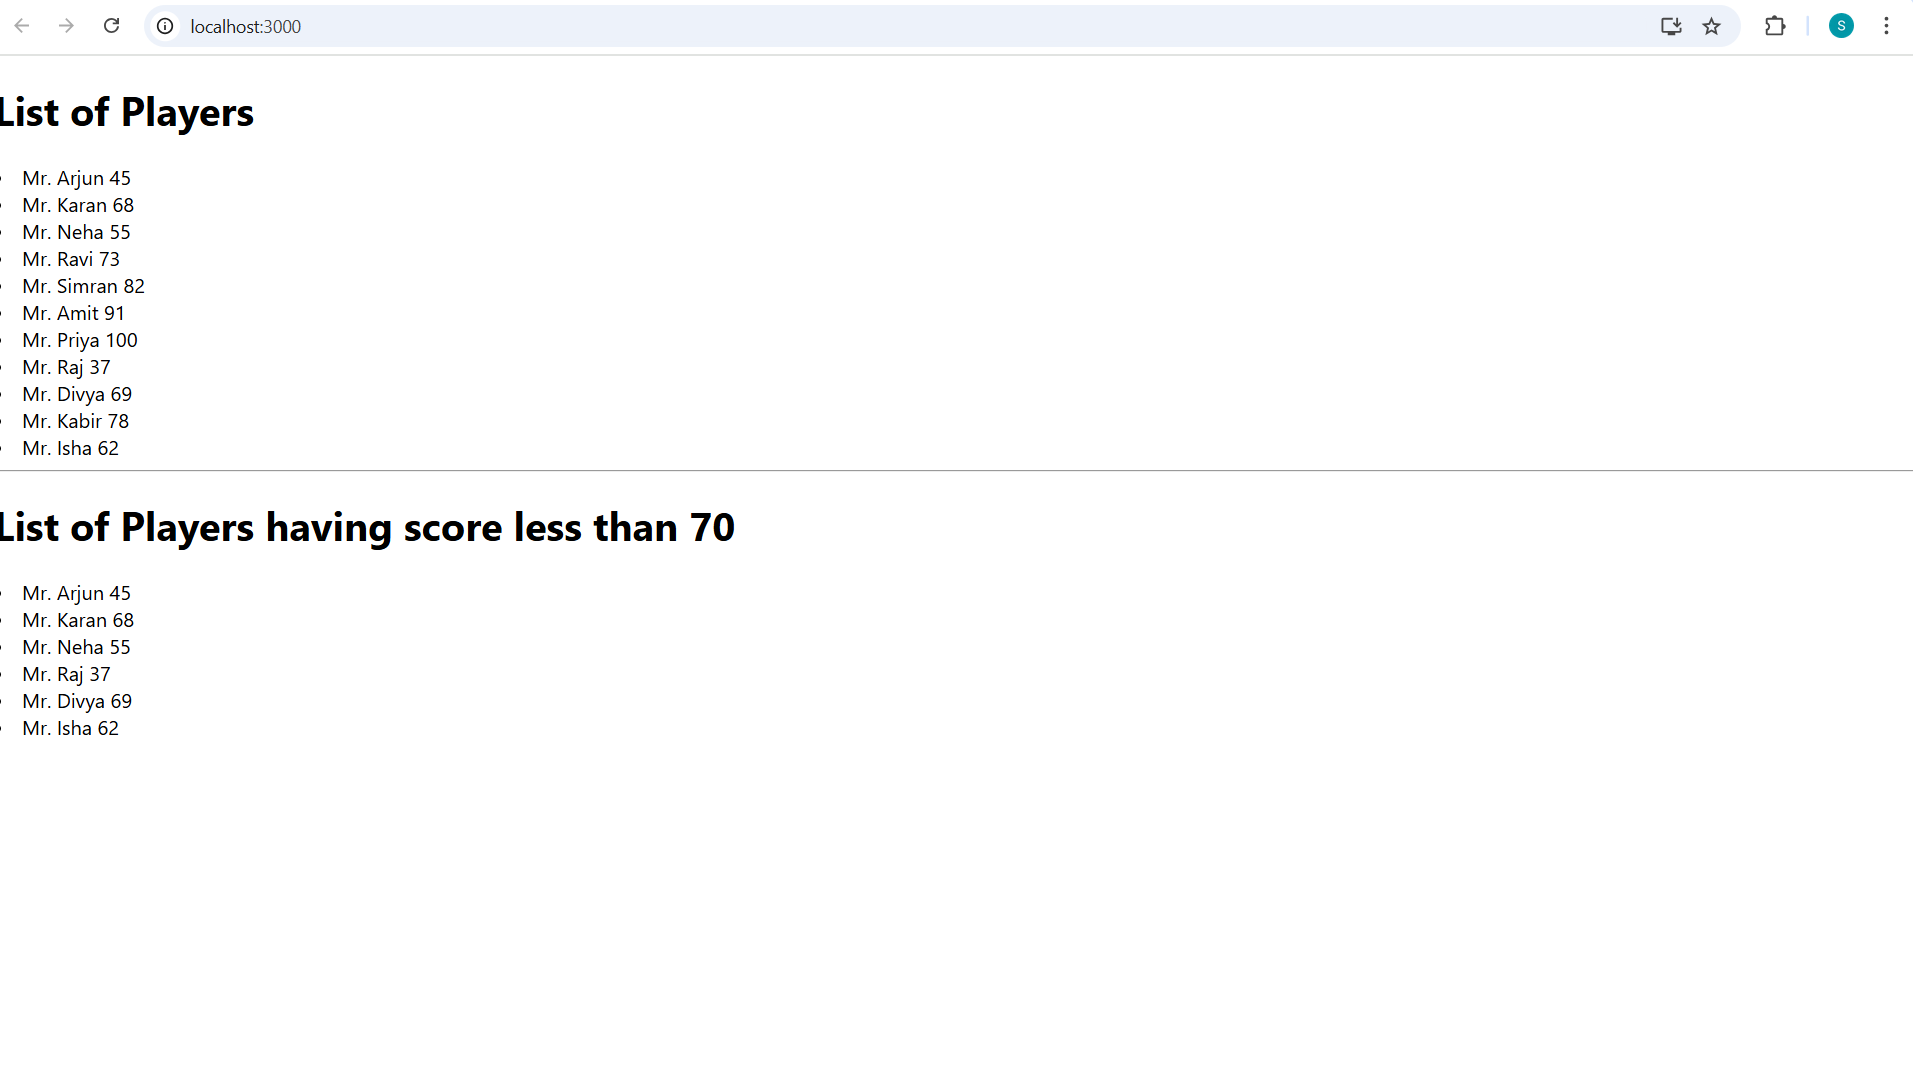 localhost:3000
S
List of Players
Mr. Arjun 45
Mr. Karan 68
Mr. Neha 55
Mr. Ravi 73
Mr. Simran 82
Mr. Amit 91
Mr. Priya 100
Mr. Raj 37
Mr. Divya 69
Mr. Kabir 78
Mr. Isha 62
List of Players having score less than 70
Mr. Arjun 45
Mr. Karan 68
Mr. Neha 55
Mr. Raj 37
Mr. Divya 69
Mr. Isha 62